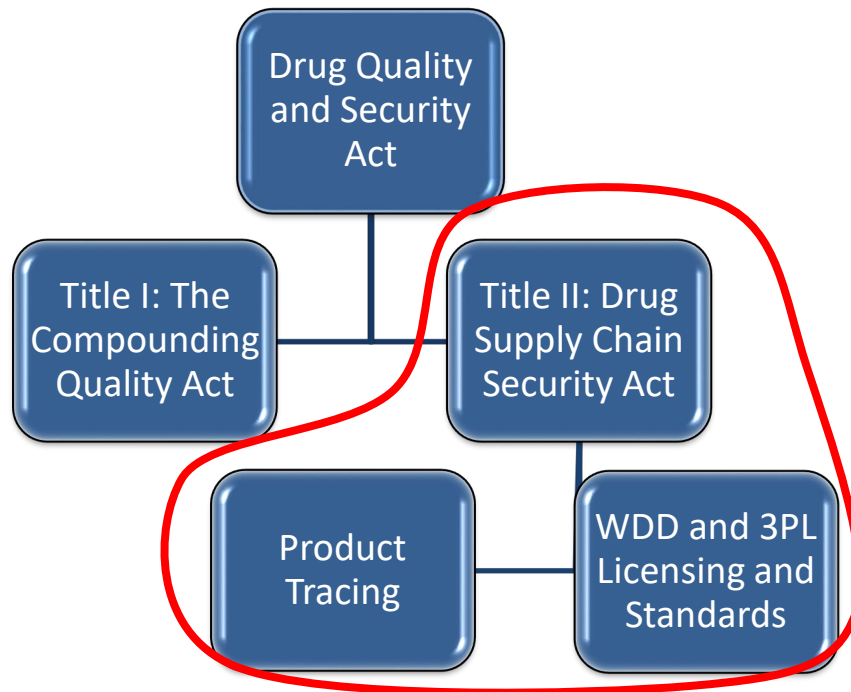 Drug Quality
and Security
Act
Title I: The
Compounding
Quality Act
Title II: Drug
Supply Chain
Security Act
Product
Tracing
WDD and 3PL
Licensing and
Standards